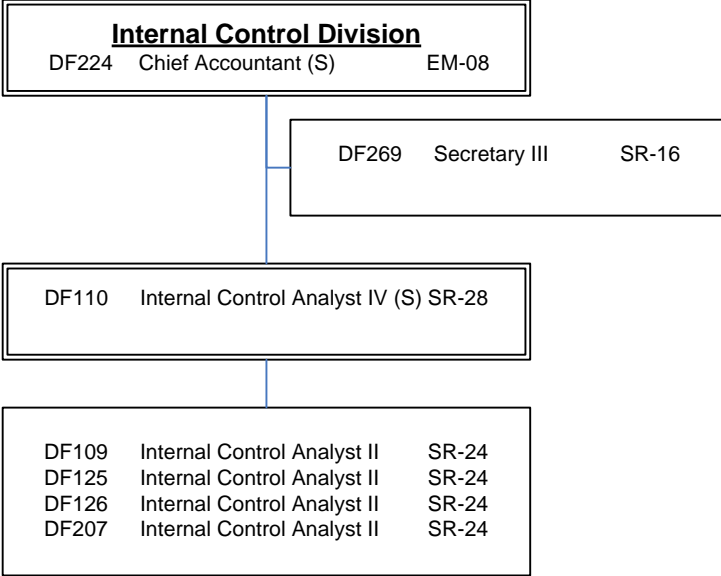 Internal Control Division
DF224 Chief Accountant (S) EM-08
DF269 Secretary III SR-16
DF110 Internal Control Analyst IV (S) SR-28
DF109 Internal Control Analyst II SR-24
DF125 Internal Control Analyst II SR-24
DF126 Internal Control Analyst II SR-24
DF207 Internal Control Analyst II SR-24